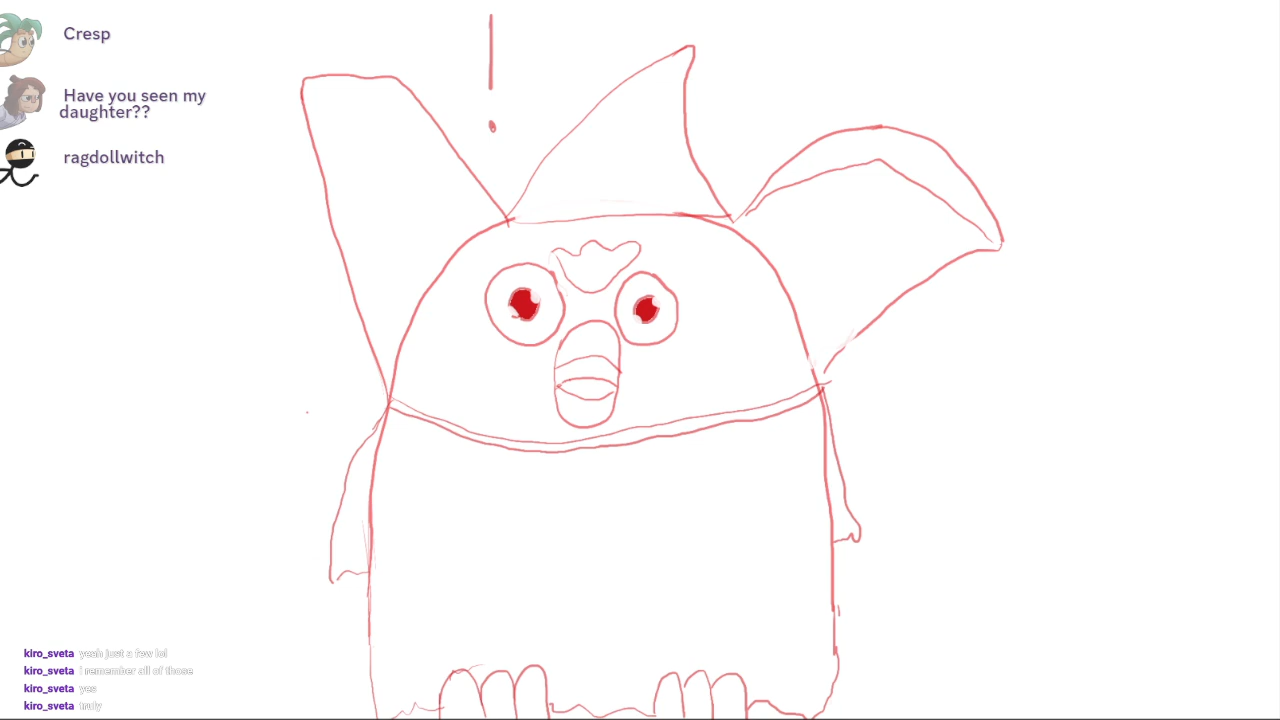 Cresp
Have you seen my
daughter??
ragdollwitch
!
kiro_sveta yeah just a few lol
kiro_sveta i remember all of those
kiro_sveta yes
kiro_sveta truly